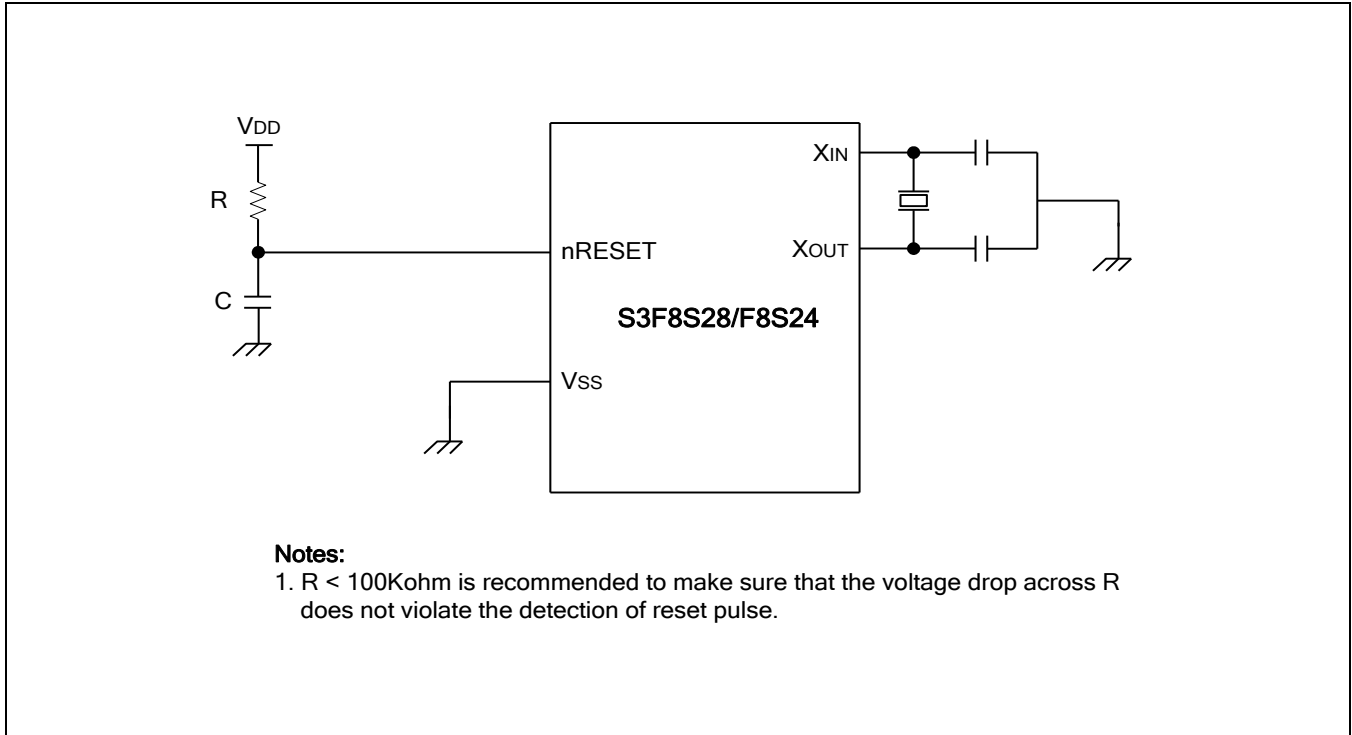 VDD
R
C
nRESET
VSS
XIN
XOUT
S3F8S28/F8S24
Notes:
1. R < 100Kohm is recommended to make sure that the voltage drop across R
does not violate the detection of reset pulse.